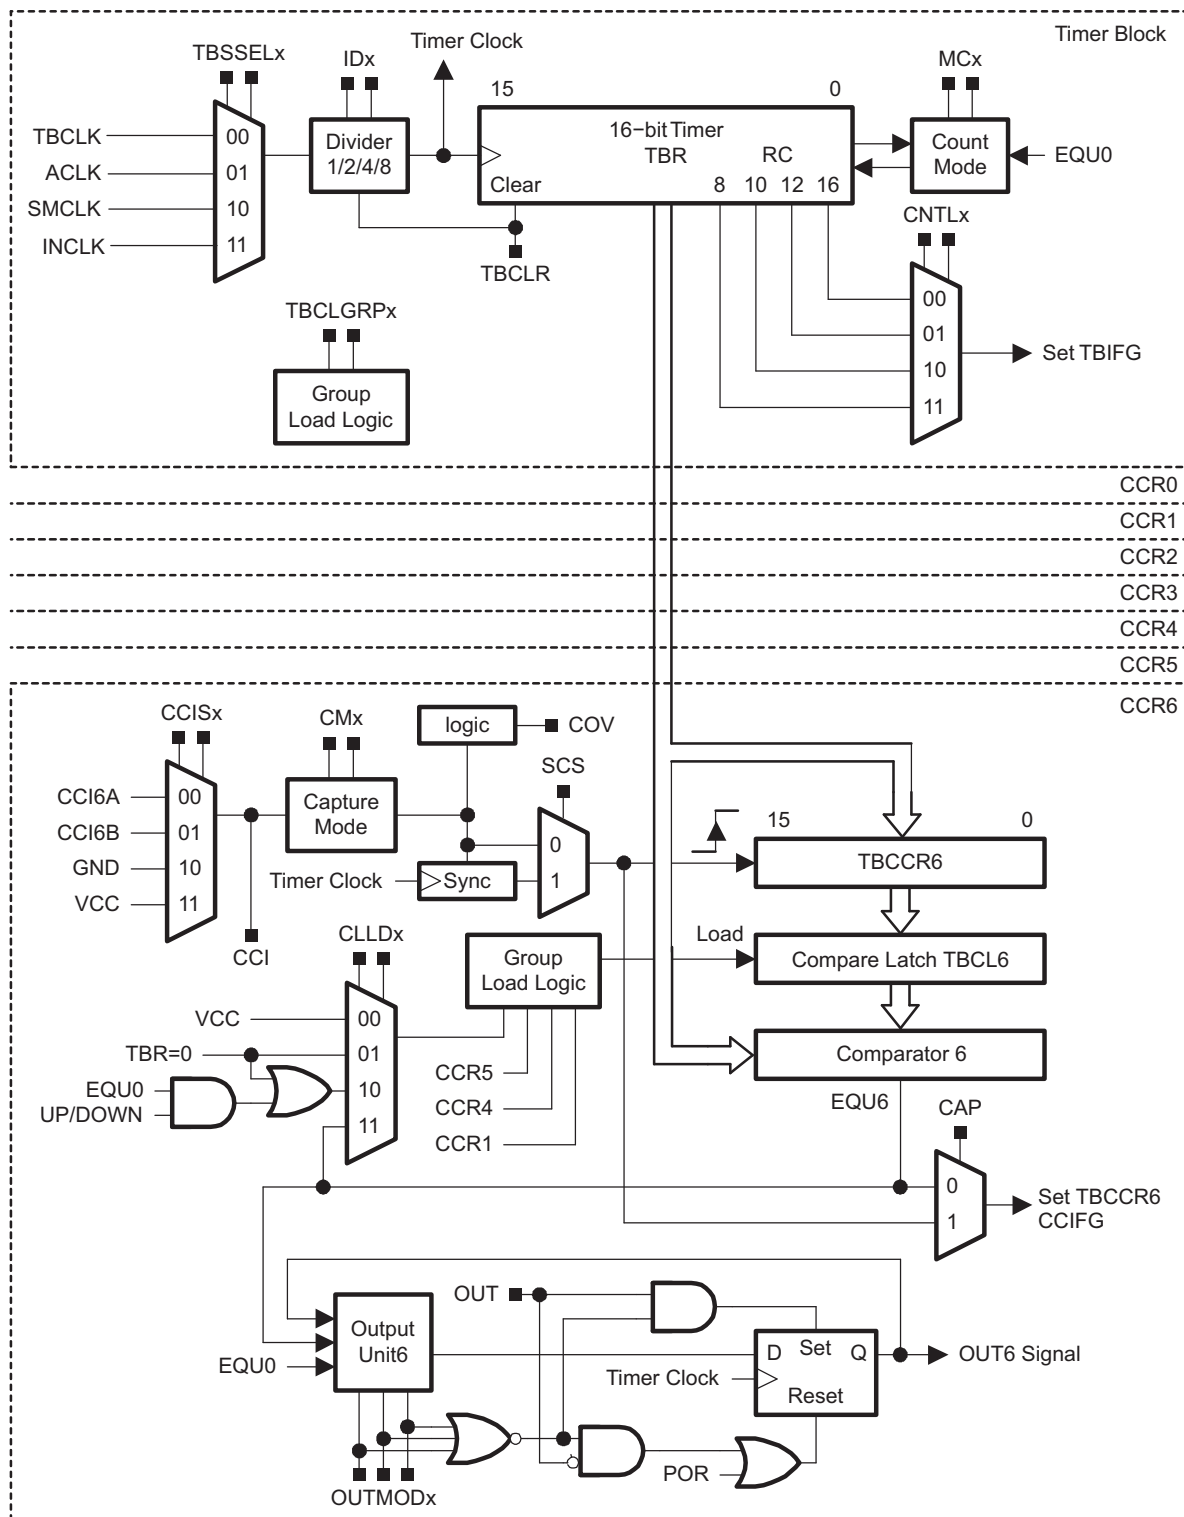 Timer Block
Timer Clock
TBSSELx
IDx
MCx
15
0
TBCLK
ACLK
SMCLK
INCLK
00
01
10
11
Divider
1/2/4/8
16−bit Timer
TBR
RC
Clear
8
10
12
16
Count
Mode
EQU0
TBCLR
CNTLx
00
01
10
11
Set TBIFG
TBCLGRPx
Group
Load Logic
CCR0
CCR1
CCR2
CCR3
CCR4
CCR5
CCR6
CCISx
CMx
logic
COV
SCS
CCI6A
CCI6B
GND
VCC
00
01
10
11
Capture
Mode
0
1
Timer Clock
Sync
CCI
15
0
TBCCR6
Load
Compare Latch TBCL6
Comparator 6
EQU6
CLLDx
Group
Load Logic
VCC
TBR=0
EQU0
UP/DOWN
00
01
10
11
CCR5
CCR4
CCR1
CAP
0
1
Set TBCCR6
CCIFG
OUT
Output
Unit6
EQU0
D
Set
Q
Timer Clock
Reset
OUT6 Signal
POR
OUTMODx